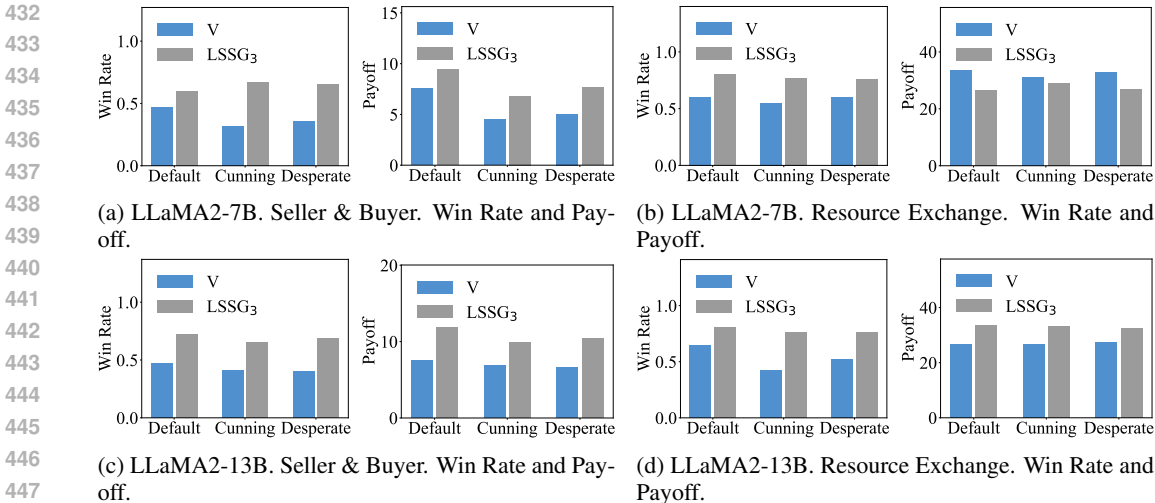 432
433
434
435
436
437
438
439
440
441
442
443
444
445
446
447
V
LSSG₃
Win Rate
1.0
0.5
0.0
Default Cunning Desperate
V
LSSG₃
Payoff
15
10
5
0
Default Cunning Desperate
(a) LLaMA2-7B. Seller & Buyer. Win Rate and Pay-
off.
V
LSSG₃
Win Rate
1.0
0.5
0.0
Default Cunning Desperate
V
LSSG₃
Payoff
40
20
0
Default Cunning Desperate
(b) LLaMA2-7B. Resource Exchange. Win Rate and
Payoff.
V
LSSG₃
Win Rate
1.0
0.5
0.0
Default Cunning Desperate
V
LSSG₃
Payoff
20
10
0
Default Cunning Desperate
(c) LLaMA2-13B. Seller & Buyer. Win Rate and Pay-
off.
V
LSSG₃
Win Rate
1.0
0.5
0.0
Default Cunning Desperate
V
LSSG₃
Payoff
40
20
0
Default Cunning Desperate
(d) LLaMA2-13B. Resource Exchange. Win Rate and
Payoff.